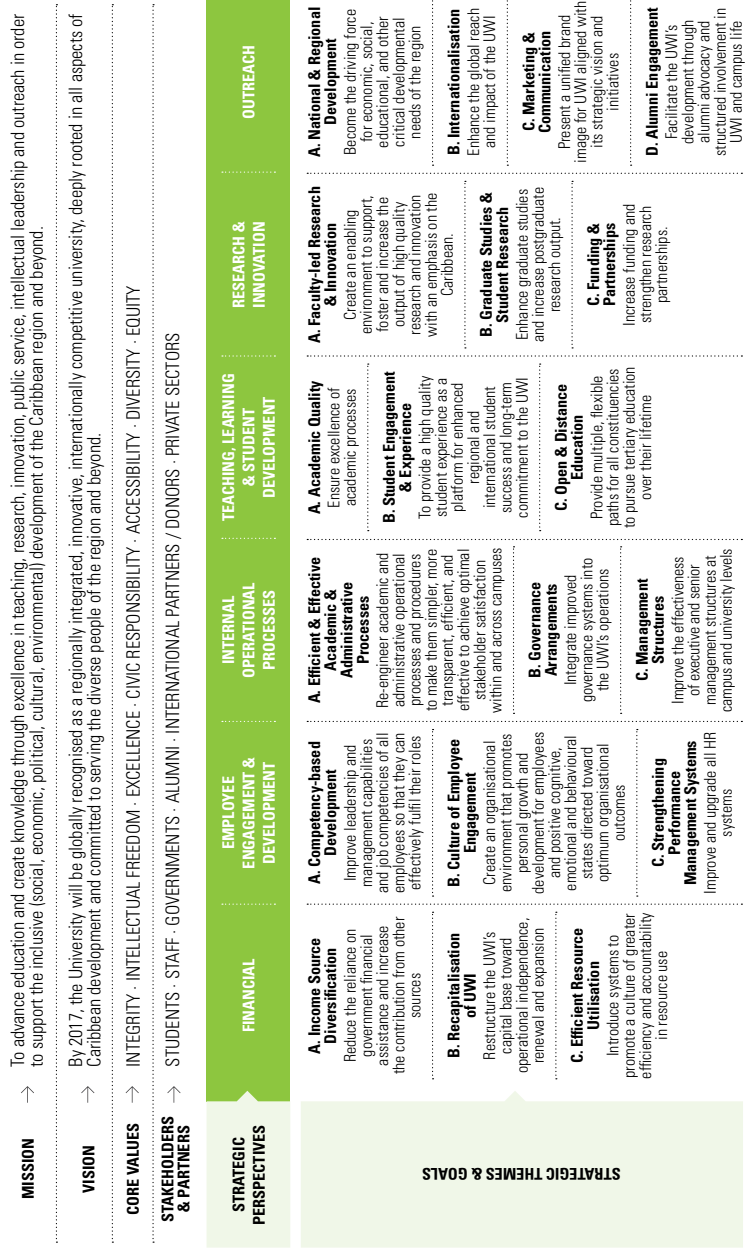 MISSION
→ To advance education and create knowledge through excellence in teaching, research, innovation, public service, intellectual leadership and outreach in order
to support the inclusive (social, economic, political, cultural, environmental) development of the Caribbean region and beyond.
VISION
→ By 2017, the University will be globally recognised as a regionally integrated, innovative, internationally competitive university, deeply rooted in all aspects of
Caribbean development and committed to serving the diverse people of the region and beyond.
CORE VALUES
→ INTEGRITY · INTELLECTUAL FREEDOM · EXCELLENCE · CIVIC RESPONSIBILITY · ACCESSIBILITY · DIVERSITY · EQUITY
STAKEHOLDERS
& PARTNERS
→ STUDENTS · STAFF · GOVERNMENTS · ALUMNI · INTERNATIONAL PARTNERS / DONORS · PRIVATE SECTORS
STRATEGIC
PERSPECTIVES
FINANCIAL
EMPLOYEE
ENGAGEMENT &
DEVELOPMENT
INTERNAL
OPERATIONAL
PROCESSES
TEACHING, LEARNING
& STUDENT
DEVELOPMENT
RESEARCH &
INNOVATION
OUTREACH
STRATEGIC THEMES & GOALS
A. Income Source
Diversification
Reduce the reliance on
government financial
assistance and increase
the contribution from other
sources
B. Recapitalisation
of UWI
Restructure the UWI's
capital base toward
operational independence,
renewal and expansion
C. Efficient Resource
Utilisation
Introduce systems to
promote a culture of greater
efficiency and accountability
in resource use
A. Competency-based
Development
Improve leadership and
management capabilities
and job competencies of all
employees so that they can
effectively fulfil their roles
B. Culture of Employee
Engagement
Create an organisational
environment that promotes
personal growth and
development for employees
and positive cognitive,
emotional and behavioural
states directed toward
optimum organisational
outcomes
C. Strengthening
Performance
Management Systems
Improve and upgrade all HR
systems
A. Efficient & Effective
Academic &
Administrative
Processes
Re-engineer academic and
administrative operational
processes and procedures
to make them simpler, more
transparent, efficient, and
effective to achieve optimal
stakeholder satisfaction
within and across campuses
B. Governance
Arrangements
Integrate improved
governance systems into
the UWI's operations
C. Management
Structures
Improve the effectiveness
of executive and senior
management structures at
campus and university levels
A. Academic Quality
Ensure excellence of
academic processes
B. Student Engagement
& Experience
To provide a high quality
student experience as a
platform for enhanced
regional and
international student
success and long-term
commitment to the UWI
C. Open & Distance
Education
Provide multiple, flexible
paths for all constituencies
to pursue tertiary education
over their lifetime
A. Faculty-led Research
& Innovation
Create an enabling
environment to support,
foster and increase the
output of high quality
research and innovation
with an emphasis on the
Caribbean.
B. Graduate Studies &
Student Research
Enhance graduate studies
and increase postgraduate
research output.
C. Funding &
Partnerships
Increase funding and
strengthen research
partnerships.
A. National & Regional
Development
Become the driving force
for economic, social,
educational, and other
critical developmental
needs of the region
B. Internationalisation
Enhance the global reach
and impact of the UWI
C. Marketing &
Communication
Present a unified brand
image for UWI aligned with
its strategic vision and
initiatives
D. Alumni Engagement
Facilitate the UWI's
development through
alumni advocacy and
structured involvement in
UWI and campus life